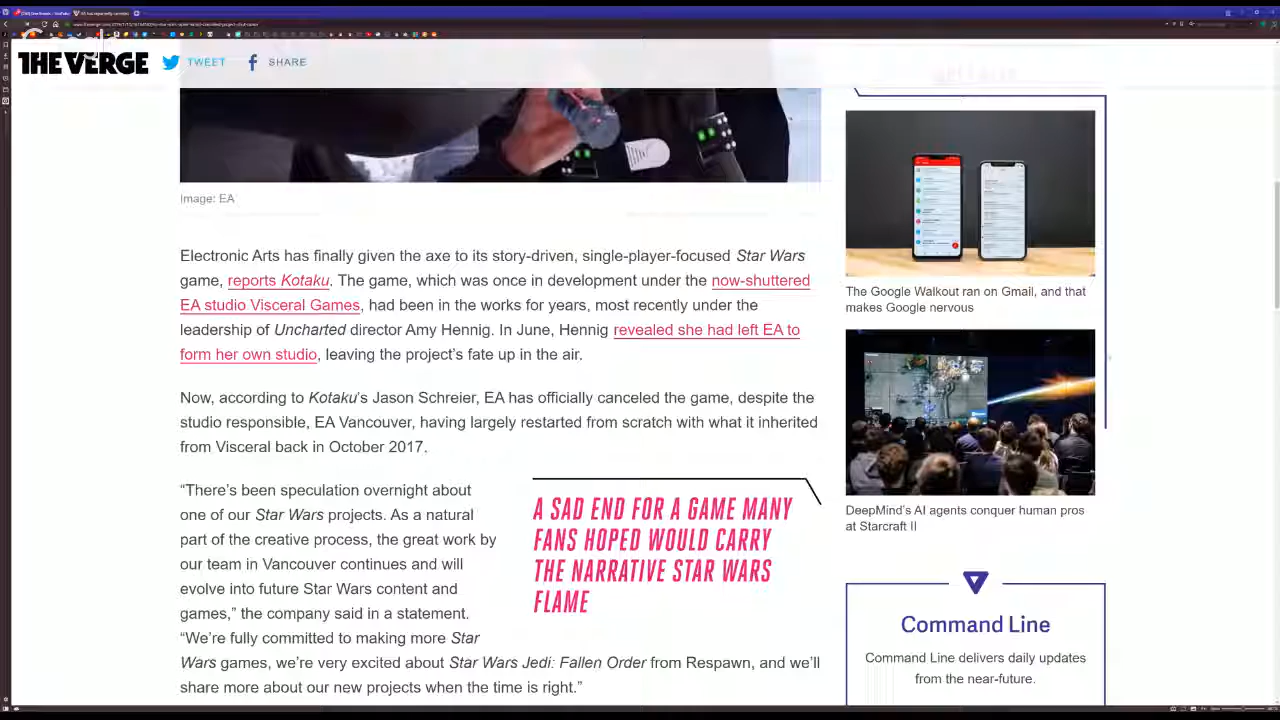 THE VERGE
TWEET
SHARE
Image: EA
Electronic Arts has finally given the axe to its story-driven, single-player-focused Star Wars
game, reports Kotaku. The game, which was once in development under the now-shuttered
EA studio Visceral Games, had been in the works for years, most recently under the
leadership of Uncharted director Amy Hennig. In June, Hennig revealed she had left EA to
form her own studio, leaving the project's fate up in the air.
Now, according to Kotaku's Jason Schreier, EA has officially canceled the game, despite the
studio responsible, EA Vancouver, having largely restarted from scratch with what it inherited
from Visceral back in October 2017.
“There's been speculation overnight about
one of our Star Wars projects. As a natural
part of the creative process, the great work by
our team in Vancouver continues and will
evolve into future Star Wars content and
games,” the company said in a statement.
“We're fully committed to making more Star
Wars games, we're very excited about Star Wars Jedi: Fallen Order from Respawn, and we'll
share more about our new projects when the time is right.”
A SAD END FOR A GAME MANY
FANS HOPED WOULD CARRY
THE NARRATIVE STAR WARS
FLAME
The Google Walkout ran on Gmail, and that
makes Google nervous
DeepMind's AI agents conquer human pros
at Starcraft II
Command Line
Command Line delivers daily updates
from the near-future.